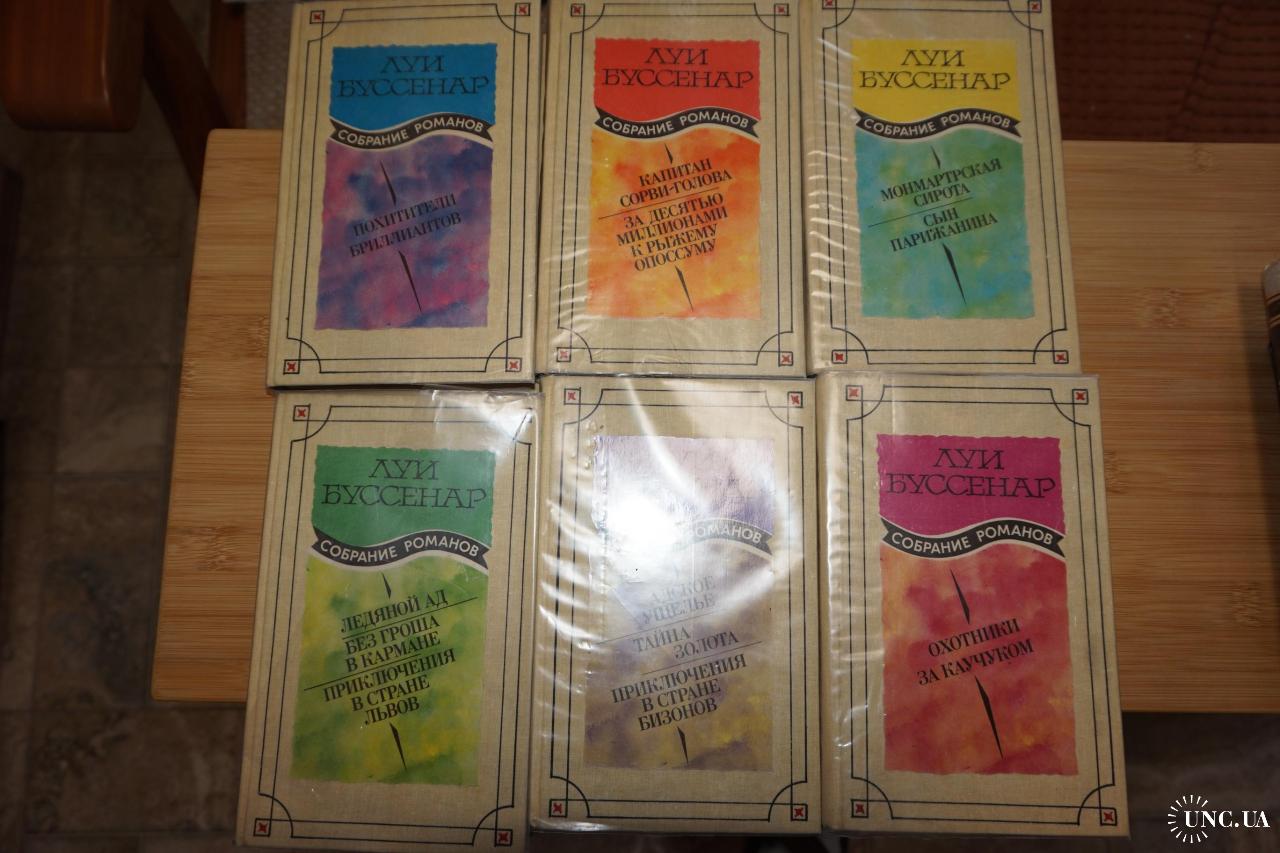 ЛУИ
БУССЕНАР
СОБРАНИЕ РОМАНОВ
ПОХИТИТЕЛИ
БРИЛЛИАНТОВ
ЛУИ
БУССЕНАР
СОБРАНИЕ РОМАНОВ
КАПИТАН
СОРВИ-ГОЛОВА
ЗА ДЕСЯТЬЮ
МИЛЛИОНАМИ
К РЫЖЕМУ
ОПОССУМУ
ЛУИ
БУССЕНАР
СОБРАНИЕ РОМАНОВ
МОНМАРТРСКАЯ
СИРОТА
СЫН
ПАРИЖАНИНА
ЛУИ
БУССЕНАР
СОБРАНИЕ РОМАНОВ
ЛЕДЯНОЙ АД
БЕЗ ГРОША
В КАРМАНЕ
ПРИКЛЮЧЕНИЯ
В СТРАНЕ
ЛЬВОВ
РОМАНОВ
АДСКОЕ
УЩЕЛЬЕ
ТАЙНА
ЗОЛОТА
ПРИКЛЮЧЕНИЯ
В СТРАНЕ
БИЗОНОВ
ЛУИ
БУССЕНАР
СОБРАНИЕ РОМАНОВ
ОХОТНИКИ
ЗА КАУЧУКОМ
UNC.UA